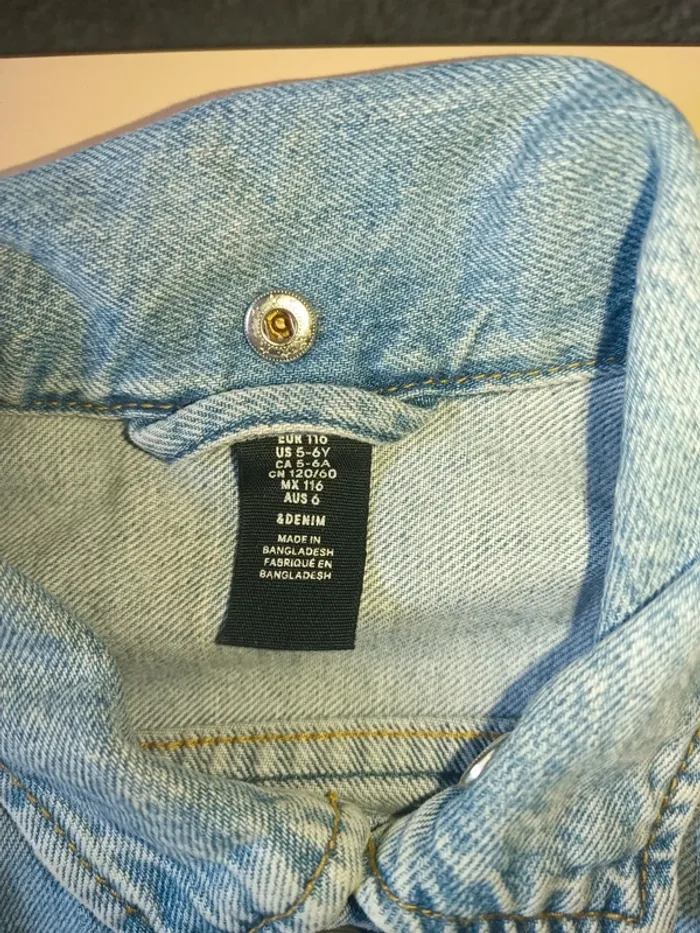 EUR 116
US 5-6Y
CA 5-6A
CN 120/60
MX 116
AUS 6
&DENIM
MADE IN
BANGLADESH
FABRIQUÉ EN
BANGLADESH